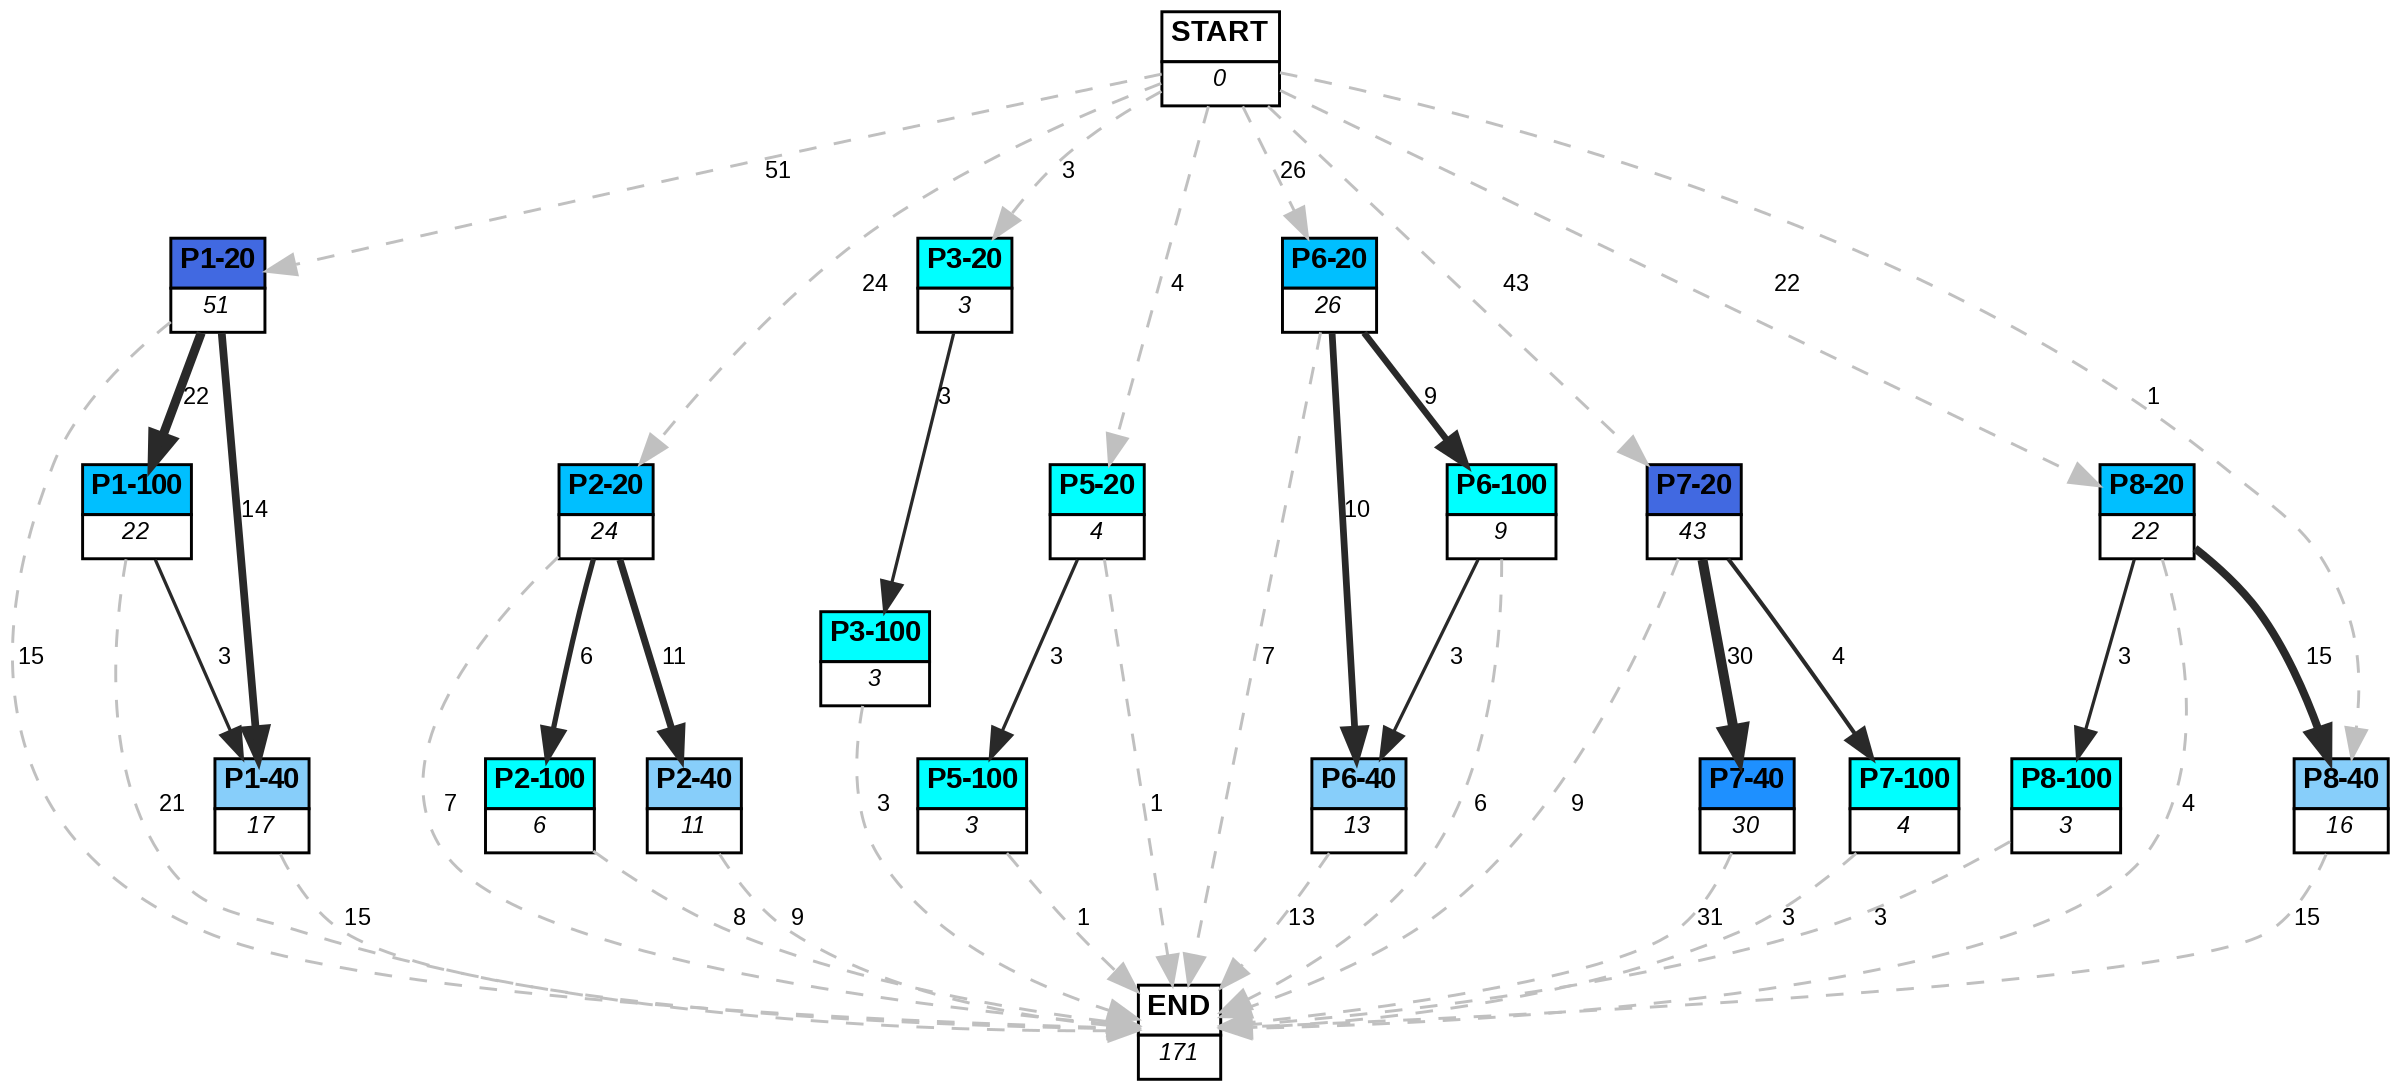 START
0
51
3
26
P1-20
51
P3-20
3
P6-20
26
24
4
43
22
22
3
9
1
P1-100
22
P2-20
24
P5-20
4
P6-100
9
P7-20
43
P8-20
22
14
10
P3-100
3
15
3
6
11
3
7
3
30
4
3
15
P1-40
17
P2-100
6
P2-40
11
P5-100
3
P6-40
13
P7-40
30
P7-100
4
P8-100
3
P8-40
16
21
7
3
1
6
9
4
15
8
9
1
13
31
3
3
15
END
171